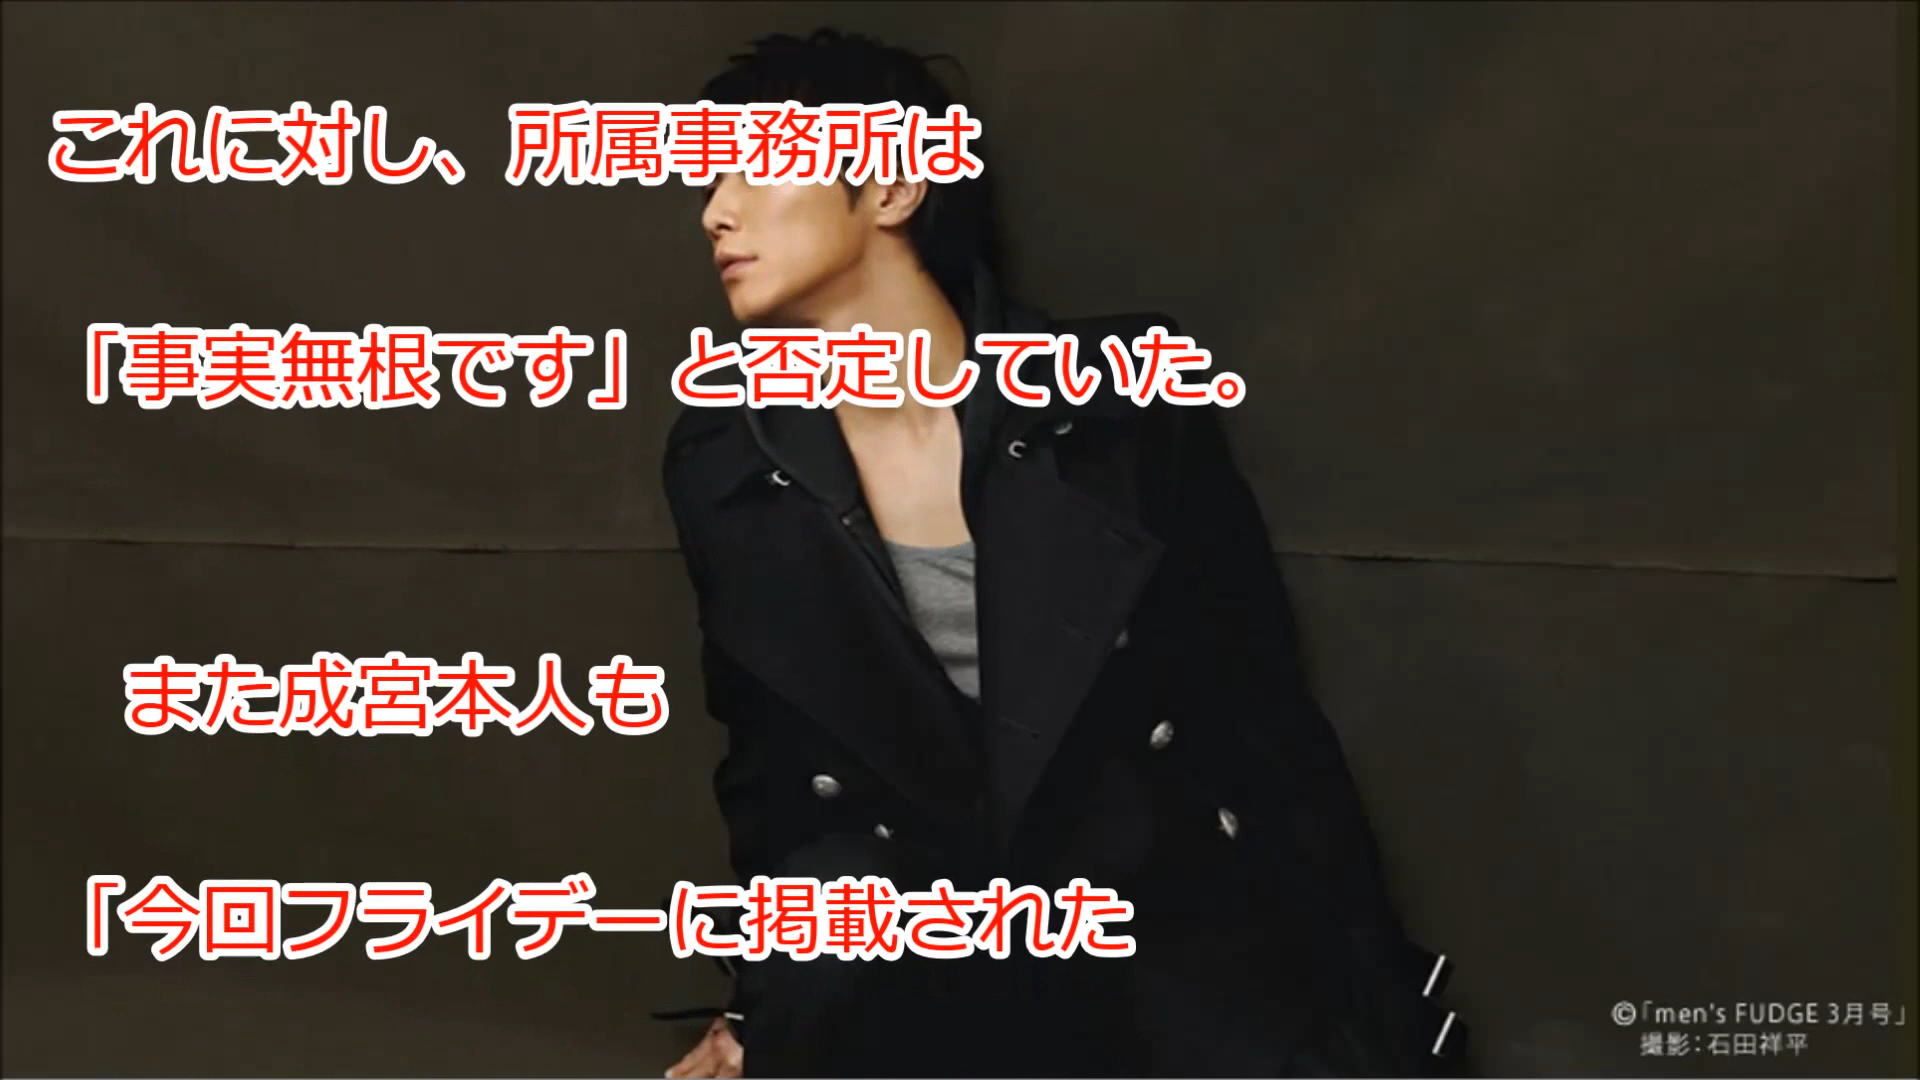 これに対し、所属事務所は
「事実無根です」と否定していた。
また成宮本人も
「今回フライデーに掲載された
©「men's FUDGE 3月号」
撮影：石田祥平